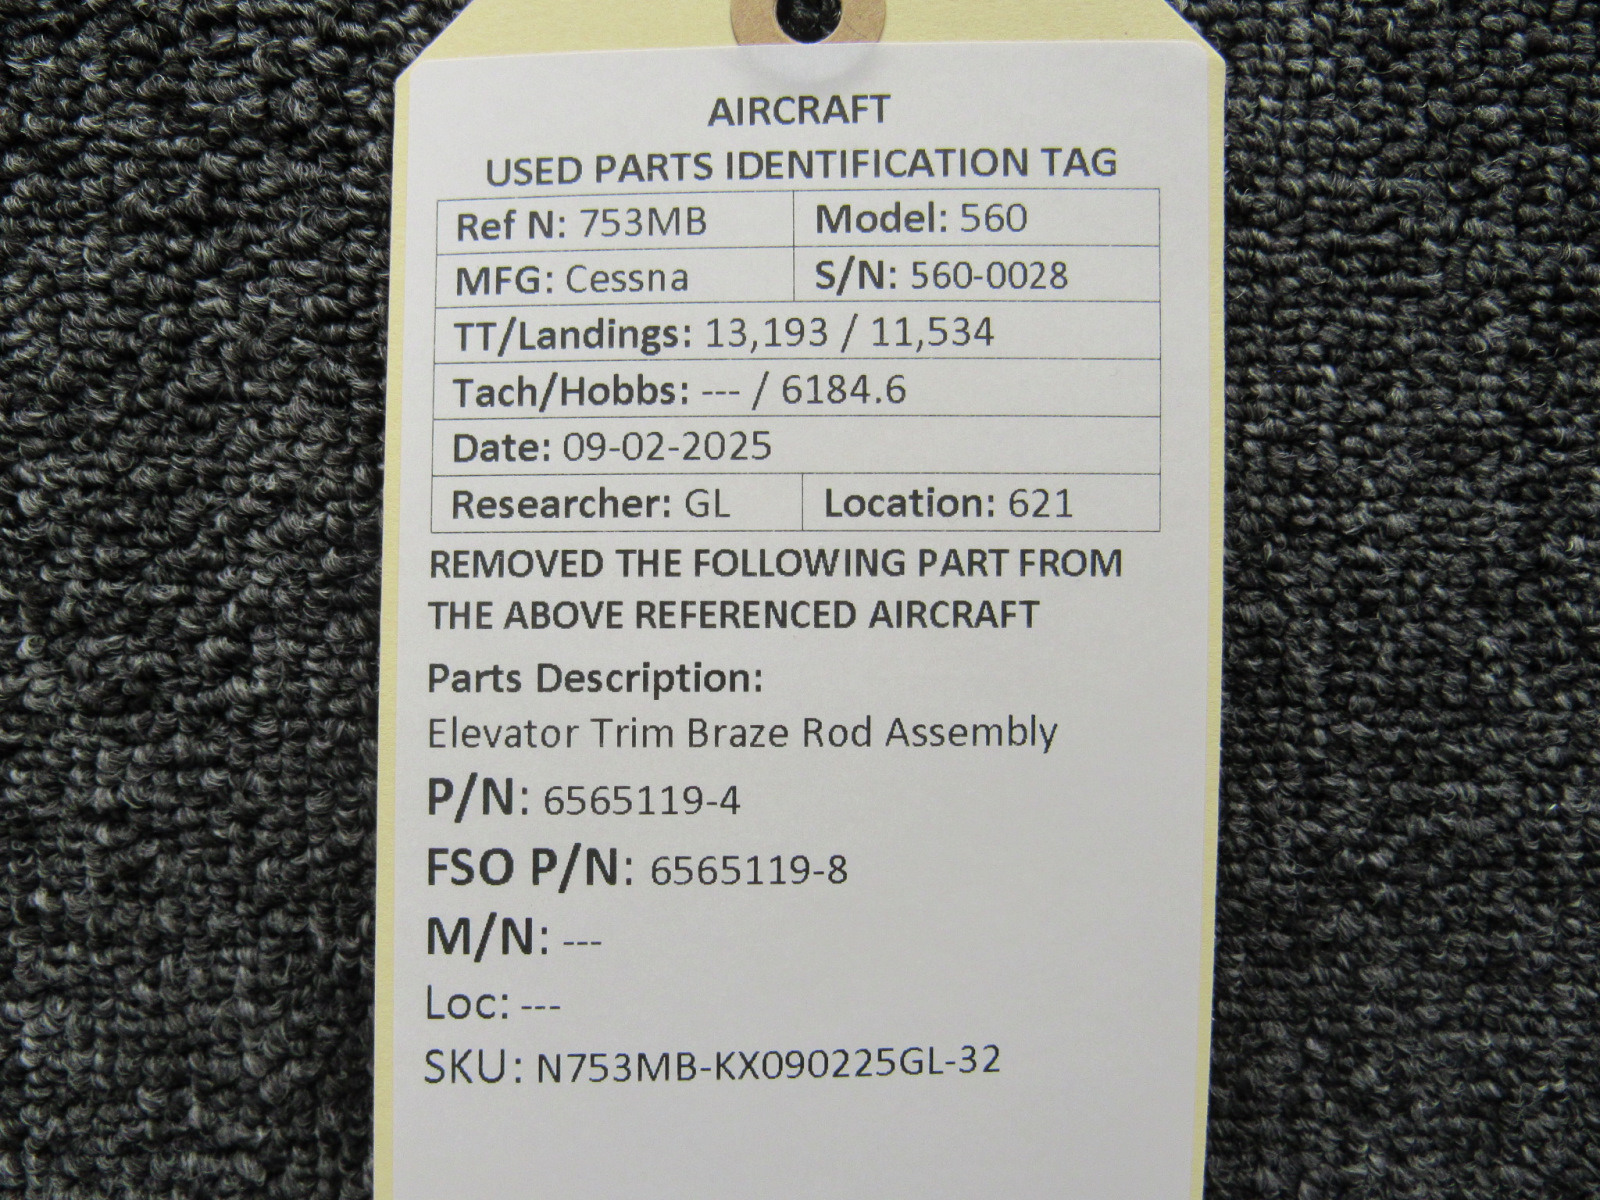 AIRCRAFT
USED PARTS IDENTIFICATION TAG
Ref N: 753MB Model: 560
MFG: Cessna S/N: 560-0028
TT/Landings: 13,193 / 11,534
Tach/Hobbs: --- / 6184.6
Date: 09-02-2025
Researcher: GL Location: 621
REMOVED THE FOLLOWING PART FROM
THE ABOVE REFERENCED AIRCRAFT
Parts Description:
Elevator Trim Braze Rod Assembly
P/N: 6565119-4
FSO P/N: 6565119-8
M/N: ---
Loc: ---
SKU: N753MB-KX090225GL-32